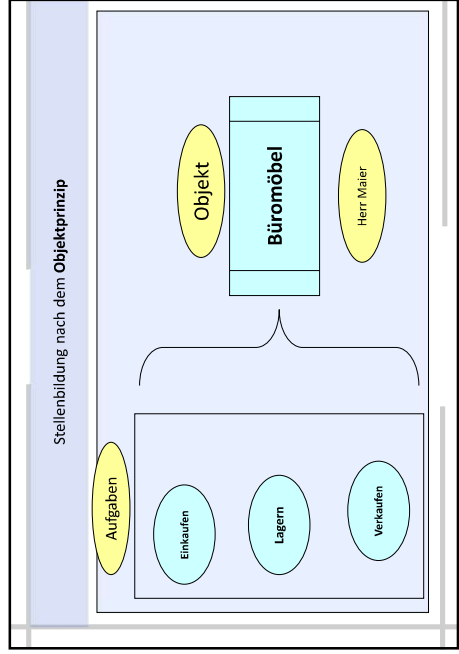 Stellenbildung nach dem Objektprinzip
Aufgaben
Objekt
Einkaufen
Lagern
Verkaufen
Büromöbel
Herr Maier